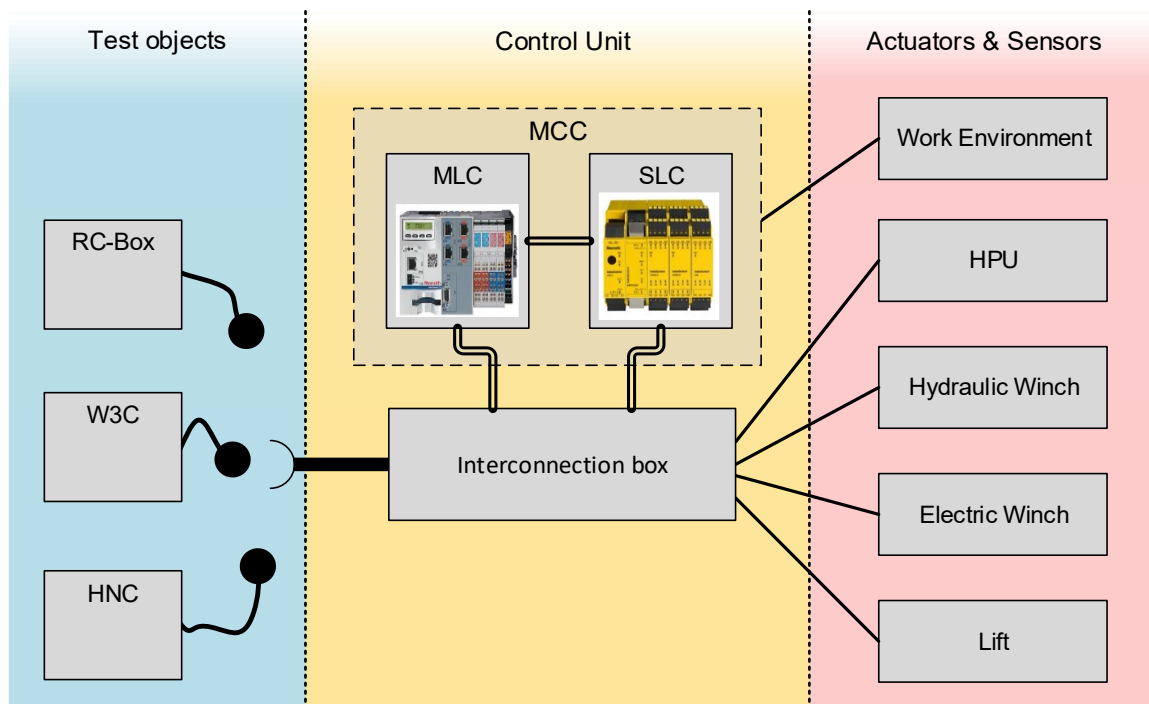 Test objects
Control Unit
Actuators & Sensors
MCC
MLC
SLC
RC-Box
W3C
HNC
Interconnection box
Work Environment
HPU
Hydraulic Winch
Electric Winch
Lift